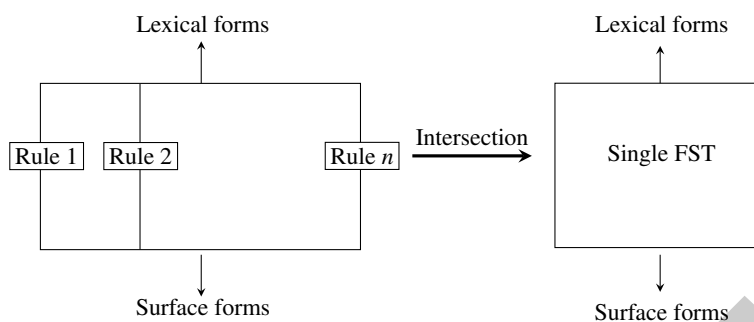 Lexical forms
Rule 1 Rule 2 Rule n
Surface forms
Intersection
Lexical forms
Single FST
Surface forms